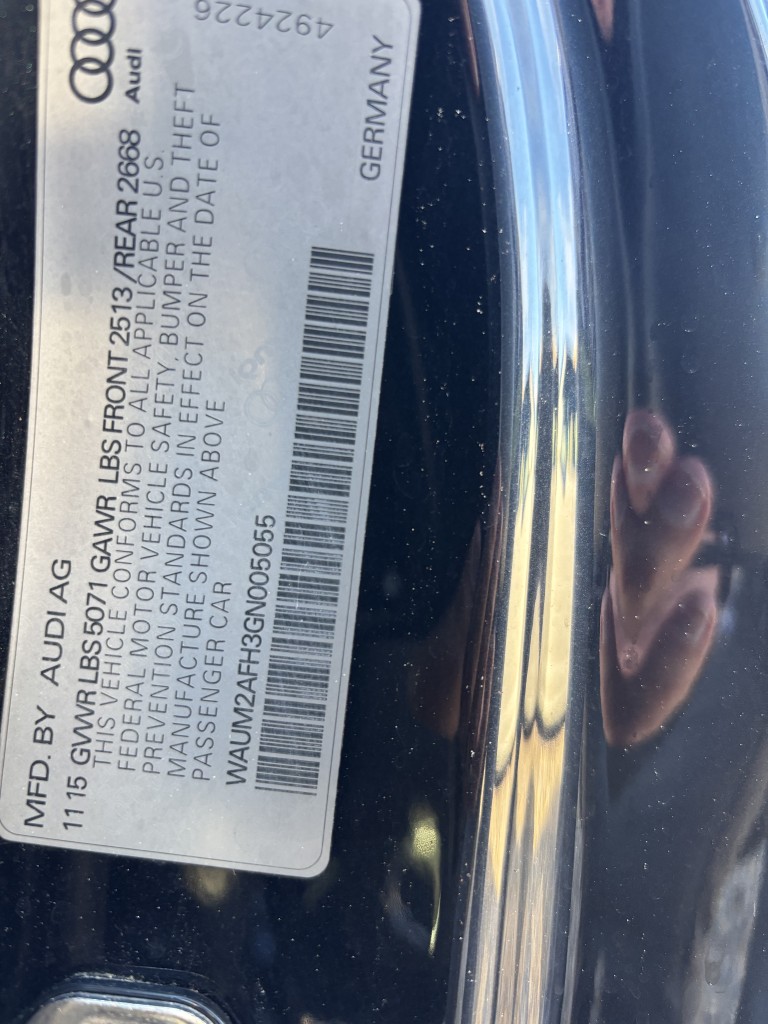 MFD. BY AUDI AG
11 15 GVWR LBS 5071 GAWR LBS FRONT 2513 / REAR 2668
THIS VEHICLE CONFORMS TO ALL APPLICABLE U.S.
FEDERAL MOTOR VEHICLE SAFETY, BUMPER AND THEFT
PREVENTION STANDARDS IN EFFECT ON THE DATE OF
MANUFACTURE SHOWN ABOVE
PASSENGER CAR
WAUM2AFH3GN005055
Audi
GERMANY
4924226